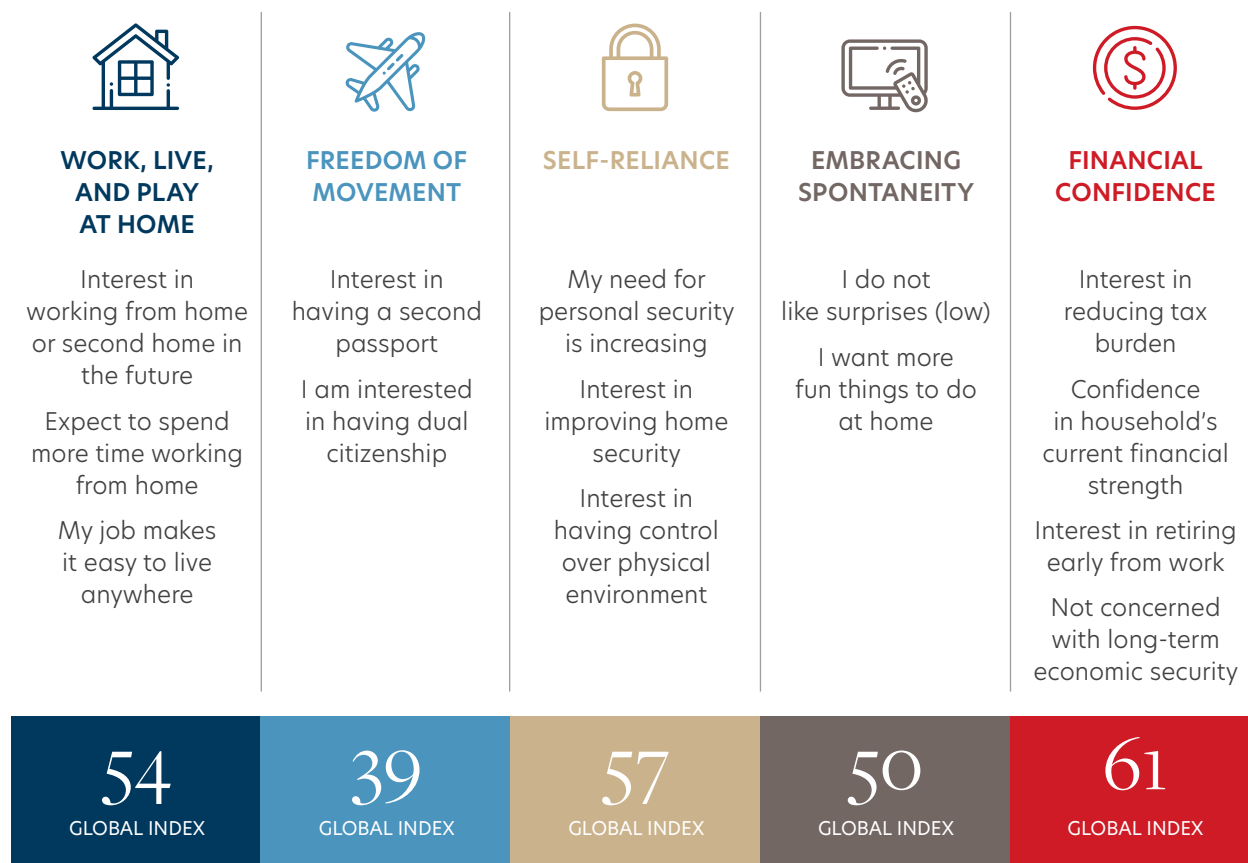 WORK, LIVE,
AND PLAY
AT HOME
Interest in
working from home
or second home in
the future
Expect to spend
more time working
from home
My job makes
it easy to live
anywhere
54
GLOBAL INDEX
FREEDOM OF
MOVEMENT
Interest in
having a second
passport
I am interested
in having dual
citizenship
39
GLOBAL INDEX
SELF-RELIANCE
My need for
personal security
is increasing
Interest in
improving home
security
Interest in
having control
over physical
environment
57
GLOBAL INDEX
EMBRACING
SPONTANEITY
I do not
like surprises (low)
I want more
fun things to do
at home
50
GLOBAL INDEX
$
FINANCIAL
CONFIDENCE
Interest in
reducing tax
burden
Confidence
in household’s
current financial
strength
Interest in retiring
early from work
Not concerned
with long-term
economic security
61
GLOBAL INDEX